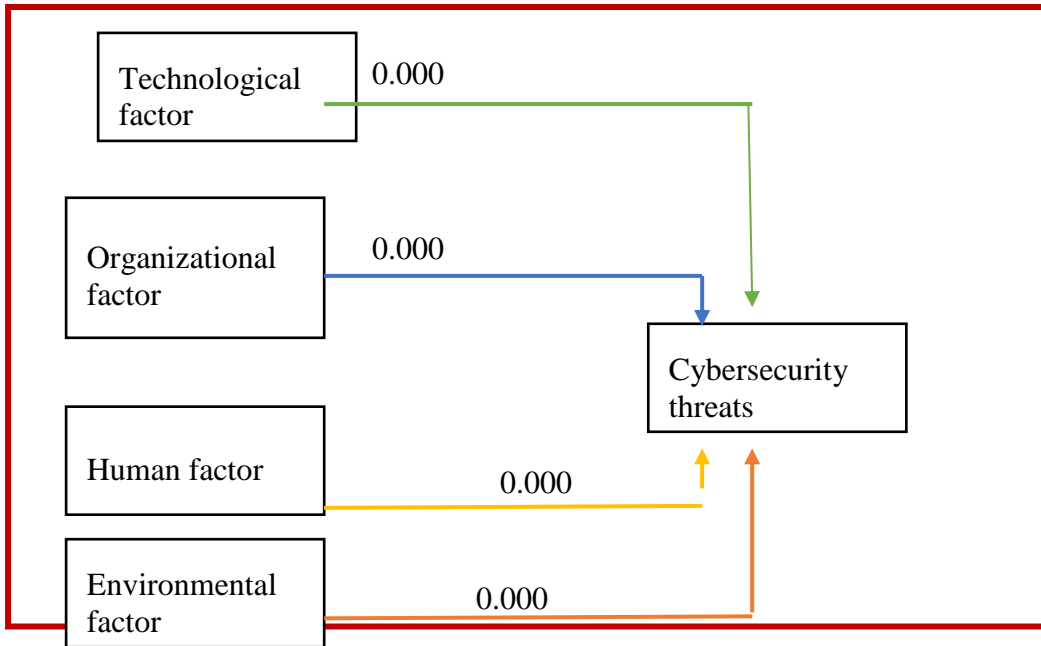 Technological
factor
0.000
Organizational
factor
0.000
Cybersecurity
threats
Human factor
0.000
Environmental
factor
0.000